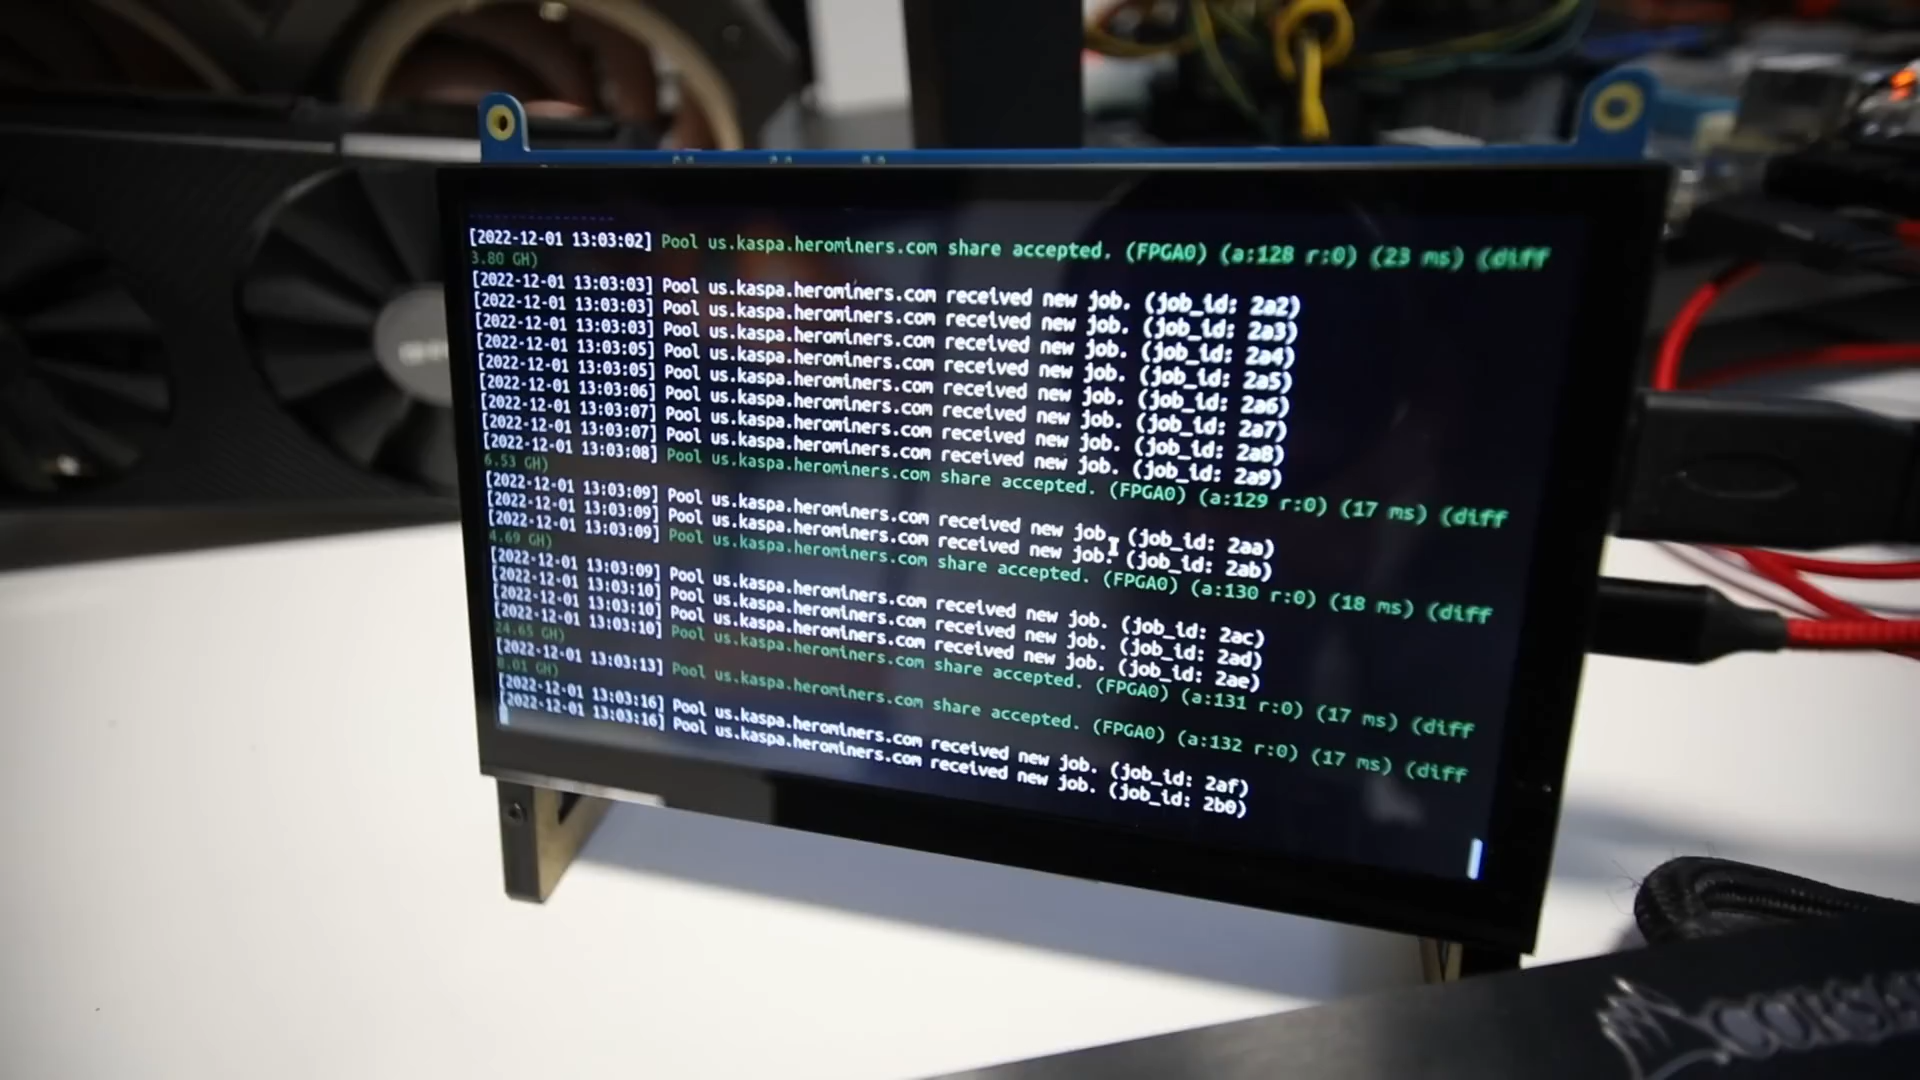 [2022-12-01 13:03:02] Pool us.kaspa.herominers.com share accepted. (FPGA0) (a:128 r:0) (23 ms) (diff
3.80 GH)
[2022-12-01 13:03:03] Pool us.kaspa.herominers.com received new job. (job_id: 2a2)
[2022-12-01 13:03:03] Pool us.kaspa.herominers.com received new job. (job_id: 2a3)
[2022-12-01 13:03:03] Pool us.kaspa.herominers.com received new job. (job_id: 2a4)
[2022-12-01 13:03:05] Pool us.kaspa.herominers.com received new job. (job_id: 2a5)
[2022-12-01 13:03:05] Pool us.kaspa.herominers.com received new job. (job_id: 2a6)
[2022-12-01 13:03:06] Pool us.kaspa.herominers.com received new job. (job_id: 2a7)
[2022-12-01 13:03:07] Pool us.kaspa.herominers.com received new job. (job_id: 2a8)
[2022-12-01 13:03:07] Pool us.kaspa.herominers.com received new job. (job_id: 2a9)
[2022-12-01 13:03:08] Pool us.kaspa.herominers.com share accepted. (FPGA0) (a:129 r:0) (17 ms) (diff
6.53 GH)
[2022-12-01 13:03:09] Pool us.kaspa.herominers.com received new job. (job_id: 2aa)
[2022-12-01 13:03:09] Pool us.kaspa.herominers.com received new job. (job_id: 2ab)
[2022-12-01 13:03:09] Pool us.kaspa.herominers.com share accepted. (FPGA0) (a:130 r:0) (18 ms) (diff
4.69 GH)
[2022-12-01 13:03:09] Pool us.kaspa.herominers.com received new job. (job_id: 2ac)
[2022-12-01 13:03:10] Pool us.kaspa.herominers.com received new job. (job_id: 2ad)
[2022-12-01 13:03:10] Pool us.kaspa.herominers.com received new job. (job_id: 2ae)
[2022-12-01 13:03:10] Pool us.kaspa.herominers.com share accepted. (FPGA0) (a:131 r:0) (17 ms) (diff
24.65 GH)
[2022-12-01 13:03:13] Pool us.kaspa.herominers.com share accepted. (FPGA0) (a:132 r:0) (17 ms) (diff
GH)
[2022-12-01 13:03:16] Pool us.kaspa.herominers.com received new job. (job_id: 2af)
[2022-12-01 13:03:16] Pool us.kaspa.herominers.com received new job. (job_id: 2b0)